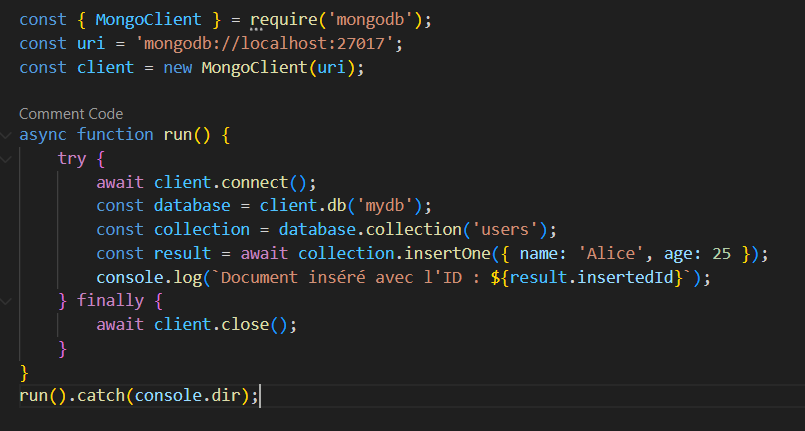 const { MongoClient } = require('mongodb');
const uri = 'mongodb://localhost:27017';
const client = new MongoClient(uri);
Comment Code
async function run() {
try {
await client.connect();
const database = client.db('mydb');
const collection = database.collection('users');
const result = await collection.insertOne({ name: 'Alice', age: 25 });
console.log(`Document inséré avec l'ID : ${result.insertedId}`);
} finally {
await client.close();
}
}
run().catch(console.dir);